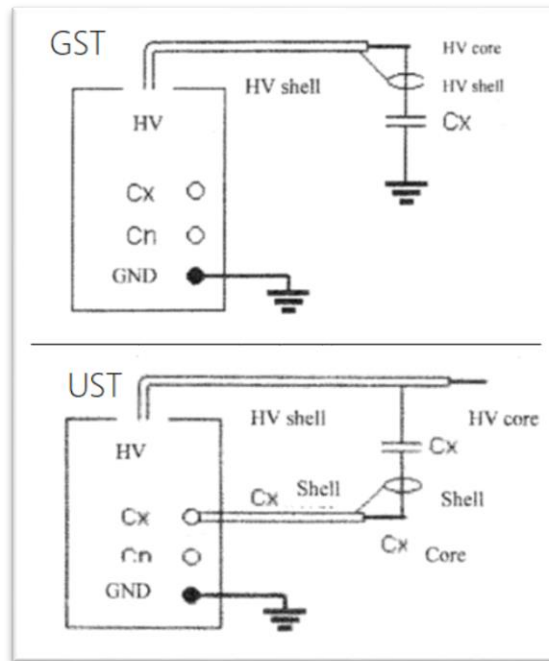 GST
HV core
HV shell
HV shell
HV
Cx
Cx
Cn
GND
UST
HV shell
HV core
HV
Cx
Cx
Shell
Shell
Cx
Cn
Cx
Core
GND